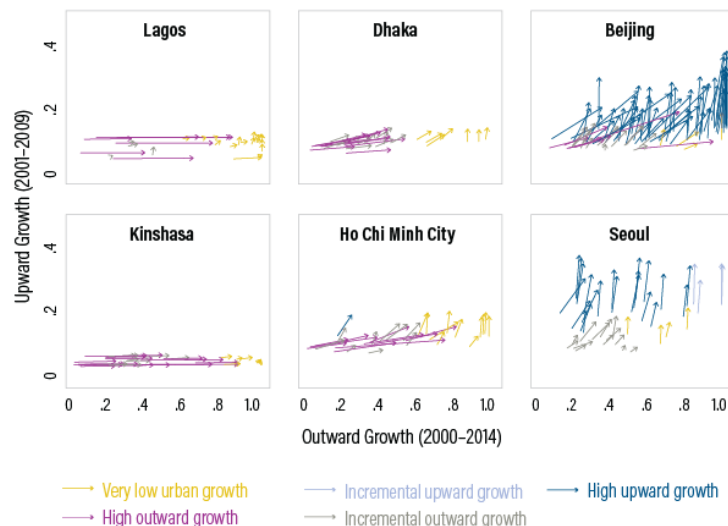 Lagos Dhaka Beijing
.4
.2
0
Kinshasa Ho Chi Minh City Seoul
.4
.2
0
Upward Growth (2001–2009)
0 .2 .4 .6 .8 1.0 0 .2 .4 .6 .8 1.0 0 .2 .4 .6 .8 1.0
Outward Growth (2000–2014)
Very low urban growth Incremental upward growth High upward growth
High outward growth Incremental outward growth